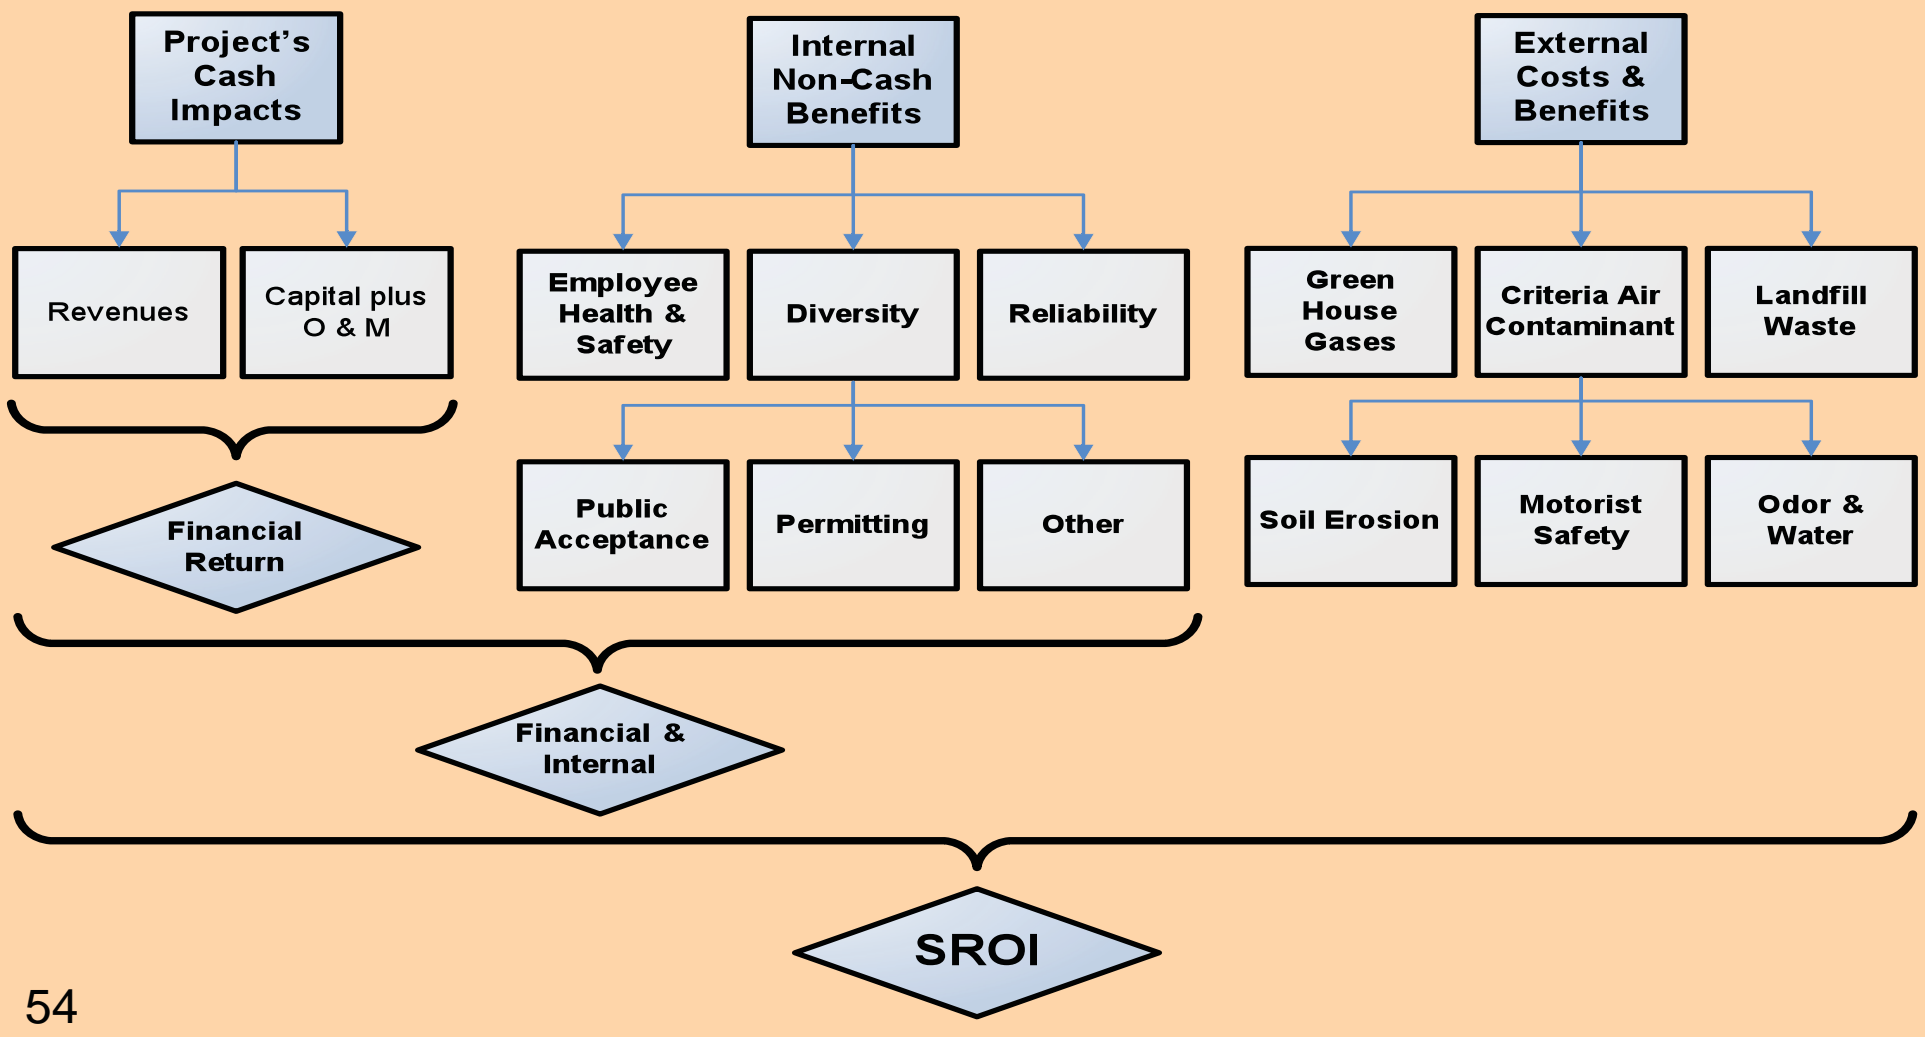 Project’s
Cash
Impacts
Internal
Non-Cash
Benefits
External
Costs &
Benefits
Revenues
Capital plus
O & M
Employee
Health &
Safety
Diversity
Reliability
Green
House
Gases
Criteria Air
Contaminant
Landfill
Waste
Public
Acceptance
Permitting
Other
Soil Erosion
Motorist
Safety
Odor &
Water
Financial
Return
Financial &
Internal
SROI
54